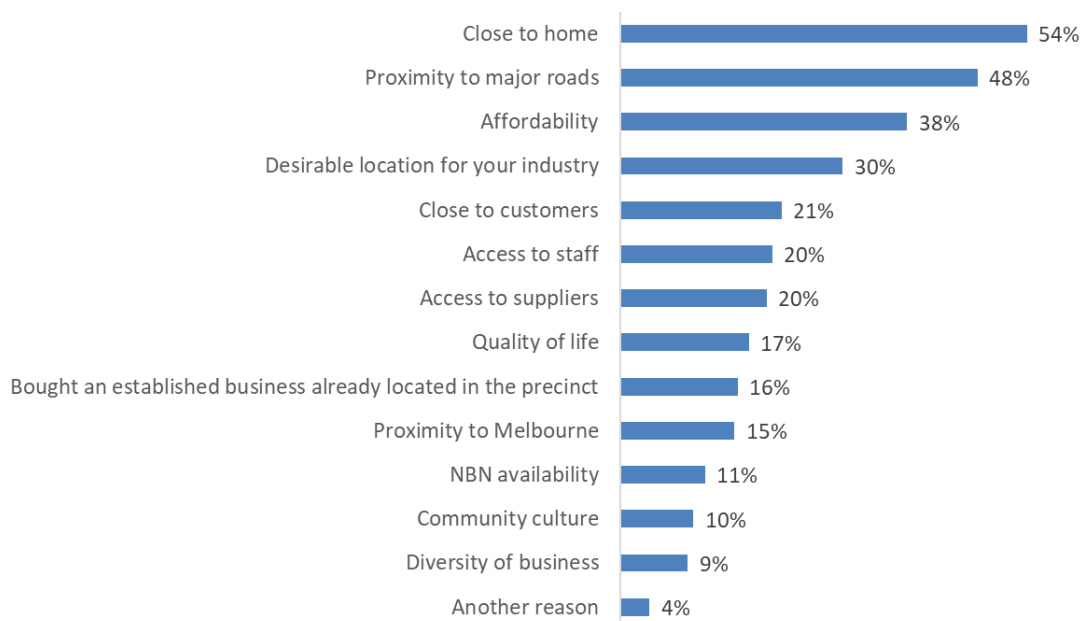 Close to home 54%
Proximity to major roads 48%
Affordability 38%
Desirable location for your industry 30%
Close to customers 21%
Access to staff 20%
Access to suppliers 20%
Quality of life 17%
Bought an established business already located in the precinct 16%
Proximity to Melbourne 15%
NBN availability 11%
Community culture 10%
Diversity of business 9%
Another reason 4%